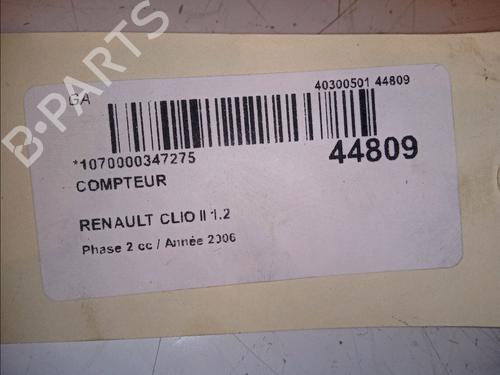 B-PARTS
GA
40300501 44809
*1070000347275
44809
COMPTEUR
RENAULT CLIO II 1.2
Phase 2 cc / Année 2006